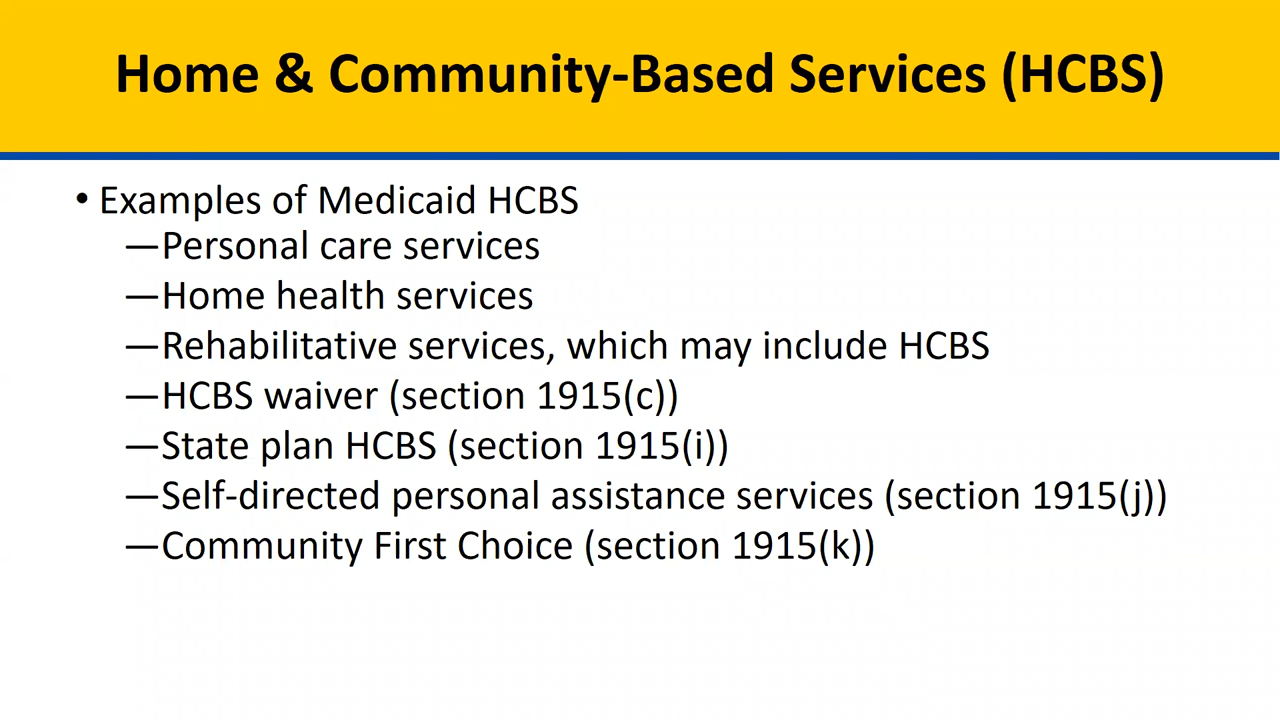 Home & Community-Based Services (HCBS)
• Examples of Medicaid HCBS
—Personal care services
—Home health services
—Rehabilitative services, which may include HCBS
—HCBS waiver (section 1915(c))
—State plan HCBS (section 1915(i))
—Self-directed personal assistance services (section 1915(j))
—Community First Choice (section 1915(k))